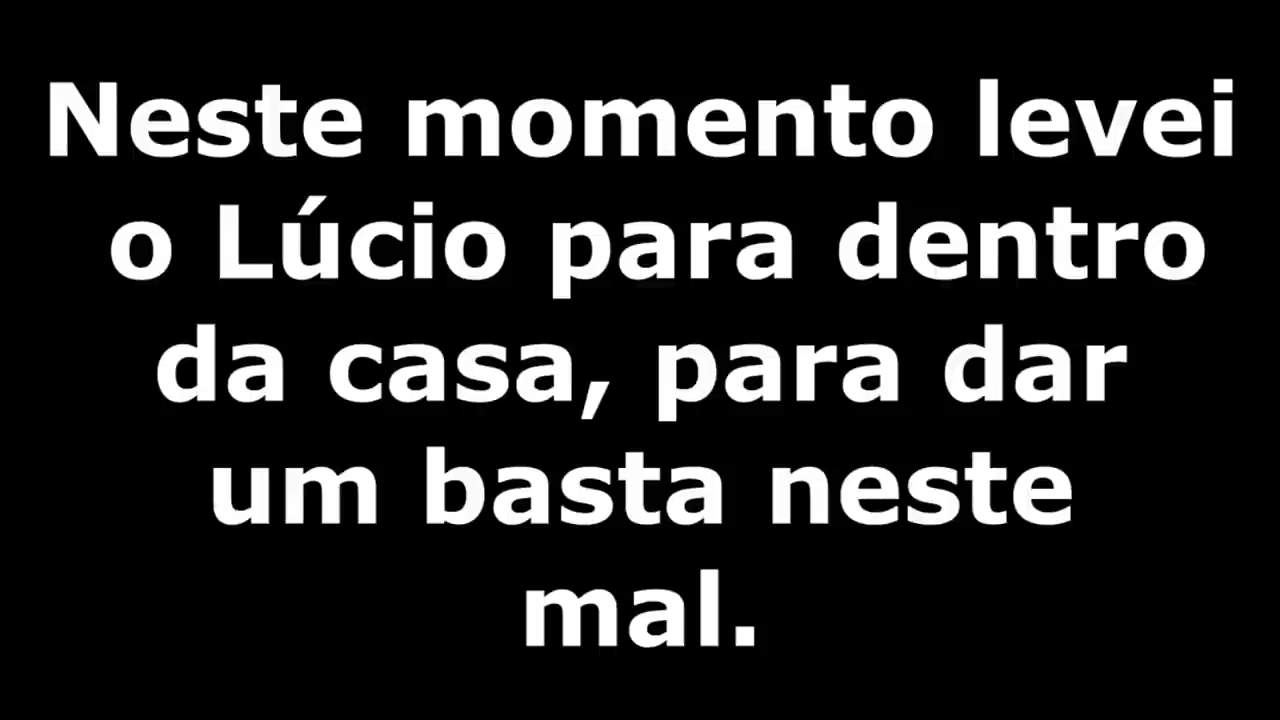 Neste momento levei
o Lúcio para dentro
da casa, para dar
um basta neste
mal.